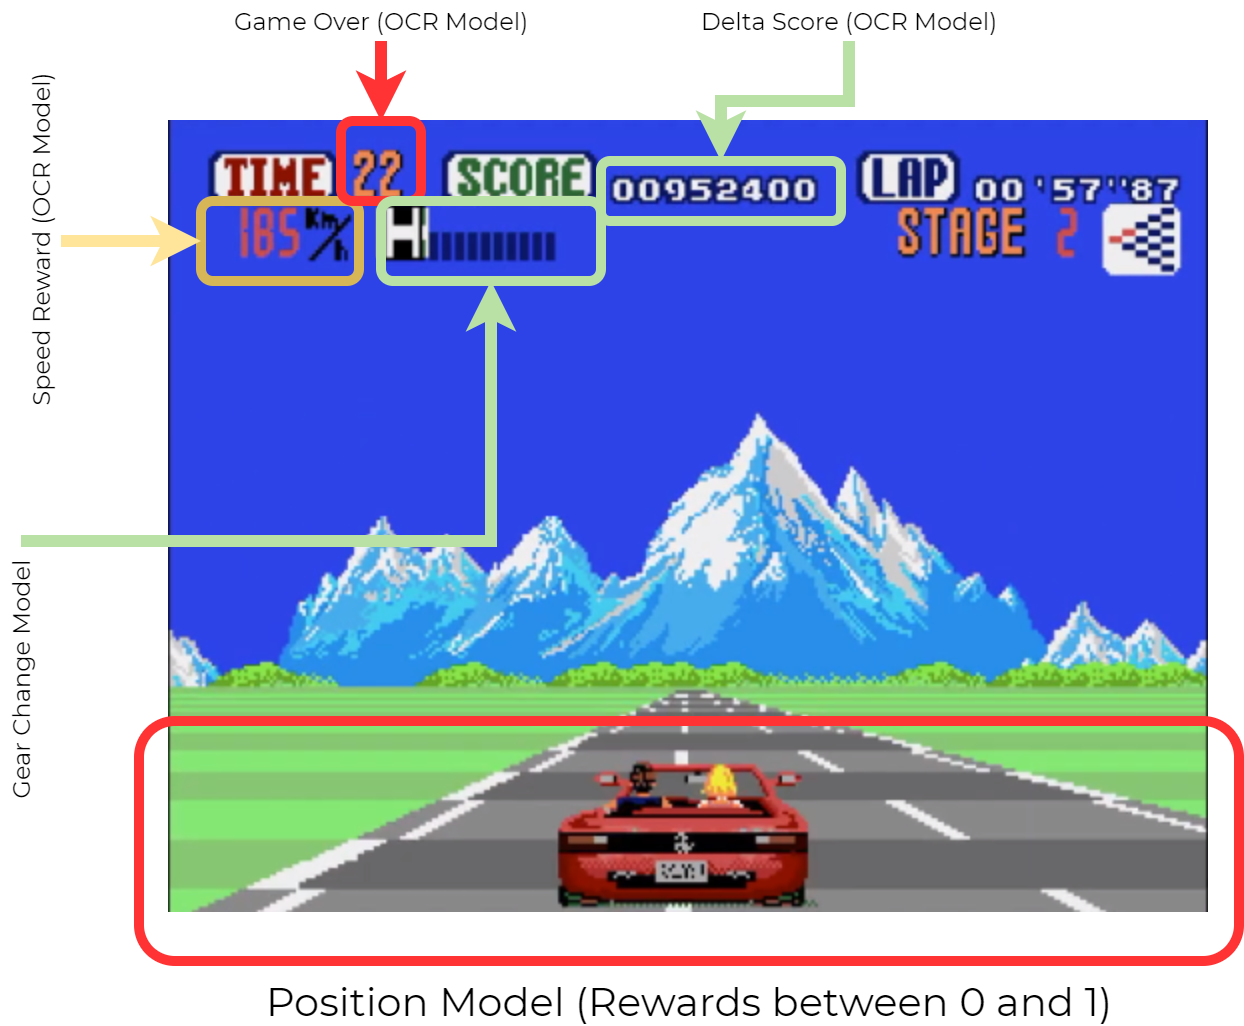 Game Over (OCR Model)
Delta Score (OCR Model)
Speed Reward (OCR Model)
TIME 22 SCORE 00952400 LAP 00 '57''87
185 Km/h H STAGE 2
Gear Change Model
Position Model (Rewards between 0 and 1)